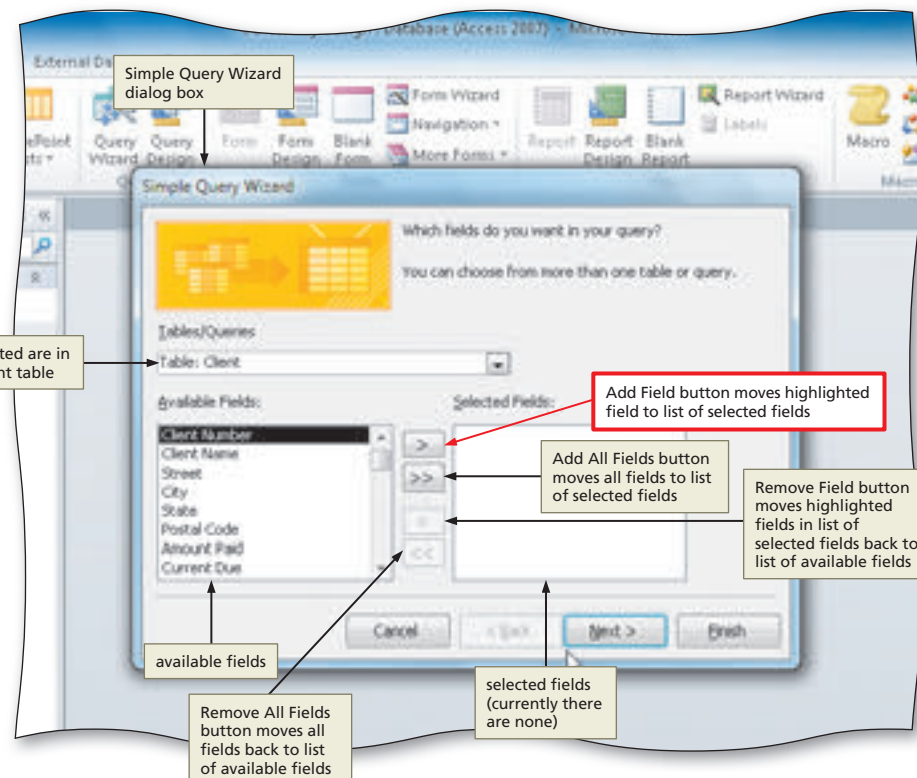 Database (Access 2007) - Micros
External Da
Simple Query Wizard
dialog box
Form Wizard
Navigation
More Forms
Report Wizard
Labels
ePoint
sts
Query
Wizard
Query
Design
Form
Form
Design
Blank
Form
Report
Report
Design
Blank
Report
Macro
Macro
Simple Query Wizard
Which fields do you want in your query?
You can choose from more than one table or query.
Tables/Queries
Table: Client
ted are in
nt table
Available Fields:
Selected Fields:
Client Number
Client Name
Street
City
State
Postal Code
Amount Paid
Current Due
>
>>
<
<<
Add Field button moves highlighted
field to list of selected fields
Add All Fields button
moves all fields to list
of selected fields
Remove Field button
moves highlighted
fields in list of
selected fields back to
list of available fields
Cancel
< Back
Next >
Finish
available fields
Remove All Fields
button moves all
fields back to list
of available fields
selected fields
(currently there
are none)